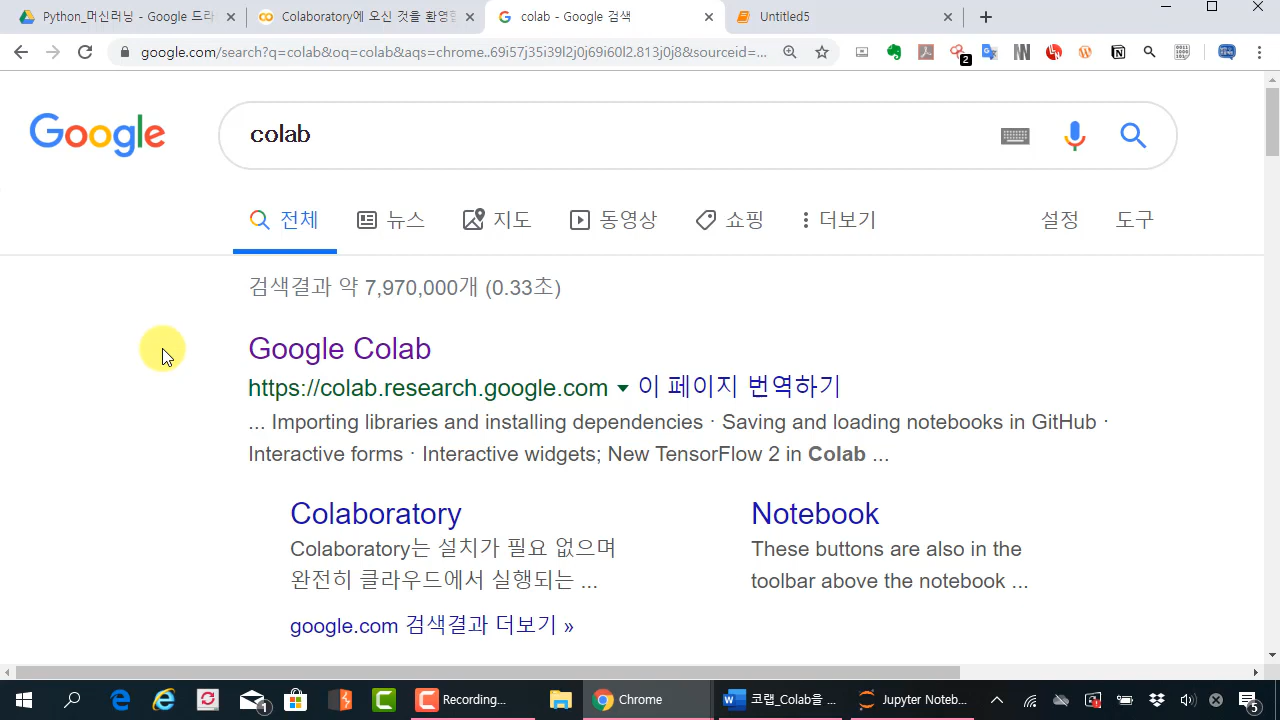 Python_머신러닝 - Google 드라
Colaboratory에 오신 것을 환영합
colab - Google 검색
Untitled5
google.com/search?q=colab&oq=colab&aqs=chrome..69i57j35i39l2j0j69i60l2.813j0j8&sourceid=...
2
Google
colab
전체
뉴스
지도
동영상
쇼핑
더보기
설정
도구
검색결과 약 7,970,000개 (0.33초)
Google Colab
https://colab.research.google.com 이 페이지 번역하기
... Importing libraries and installing dependencies · Saving and loading notebooks in GitHub ·
Interactive forms · Interactive widgets; New TensorFlow 2 in Colab ...
Colaboratory
Colaboratory는 설치가 필요 없으며
완전히 클라우드에서 실행되는 ...
google.com 검색결과 더보기 »
Notebook
These buttons are also in the
toolbar above the notebook ...
1
Recording...
Chrome
코랩_Colab을 ...
Jupyter Noteb...
5